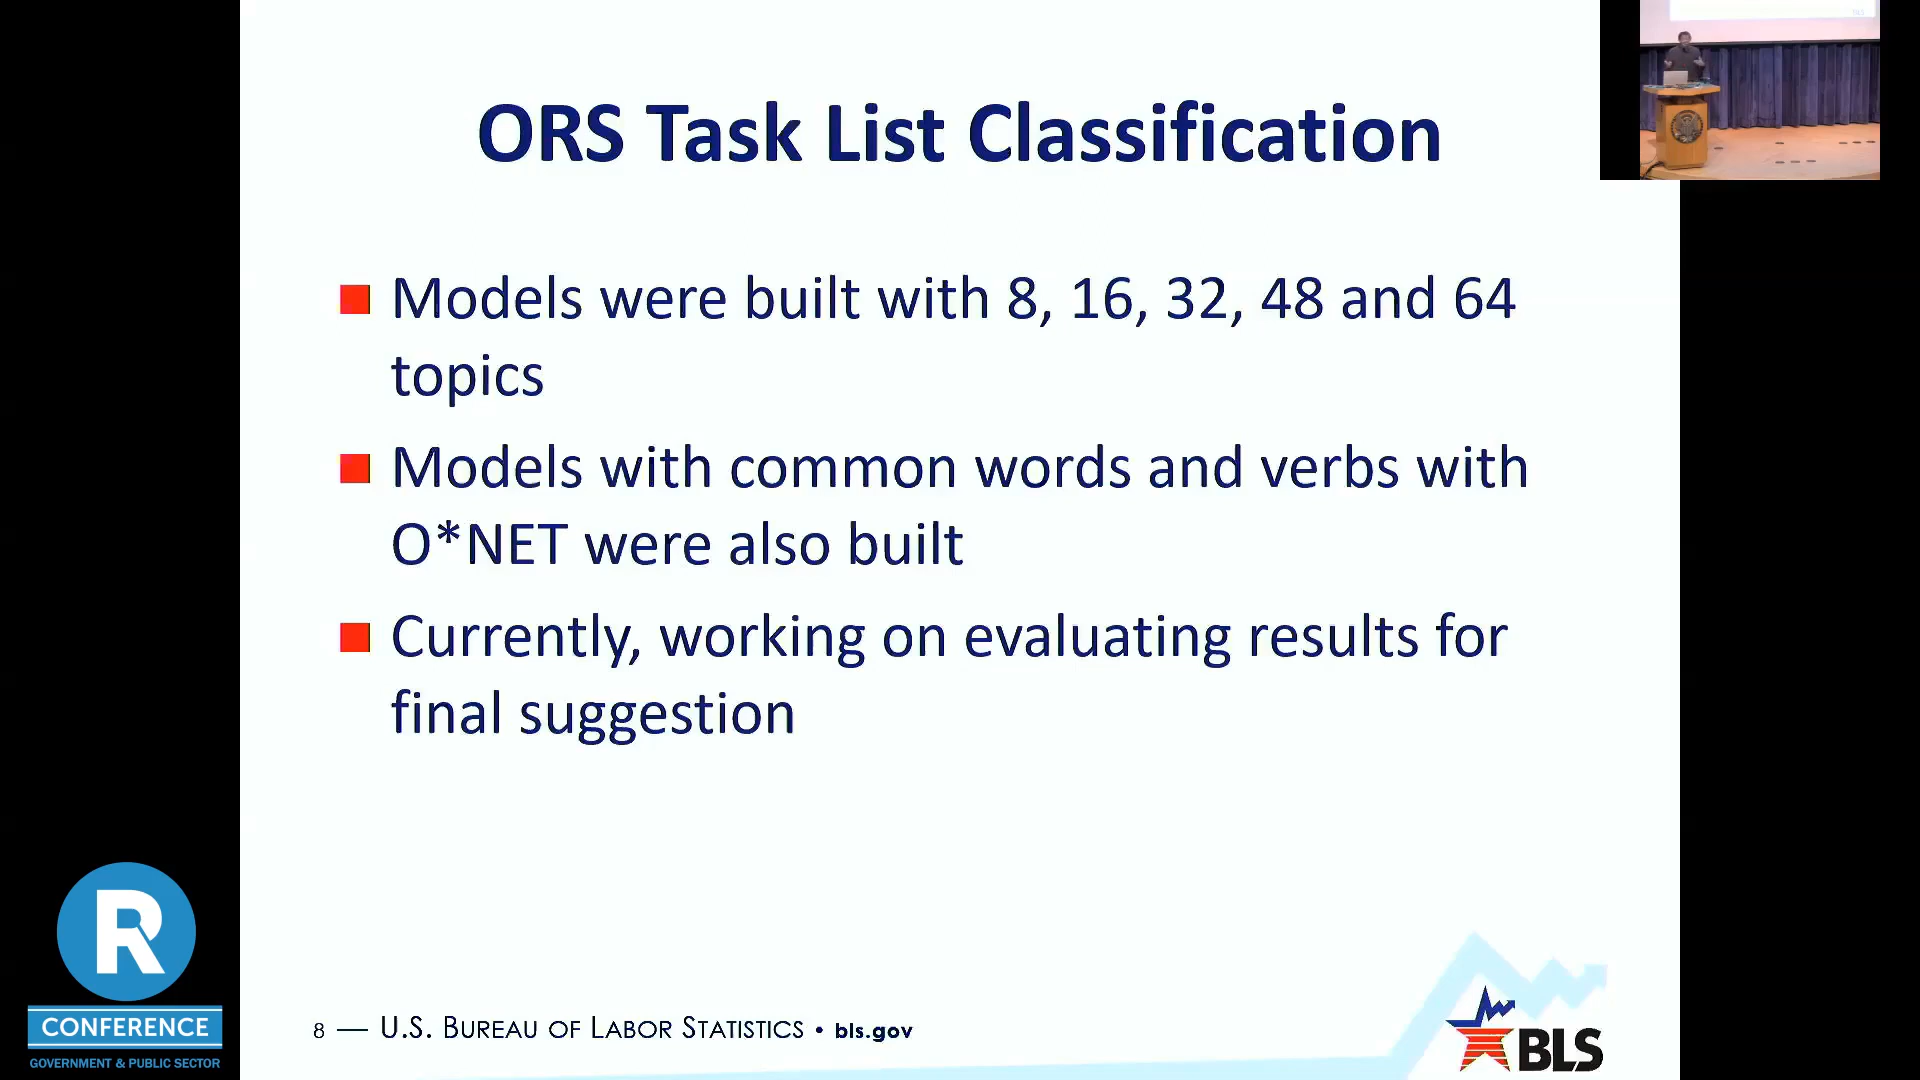 ORS Task List Classification
Models were built with 8, 16, 32, 48 and 64
topics
Models with common words and verbs with
O*NET were also built
Currently, working on evaluating results for
final suggestion
8 — U.S. BUREAU OF LABOR STATISTICS • bls.gov
BLS
R
CONFERENCE
GOVERNMENT & PUBLIC SECTOR